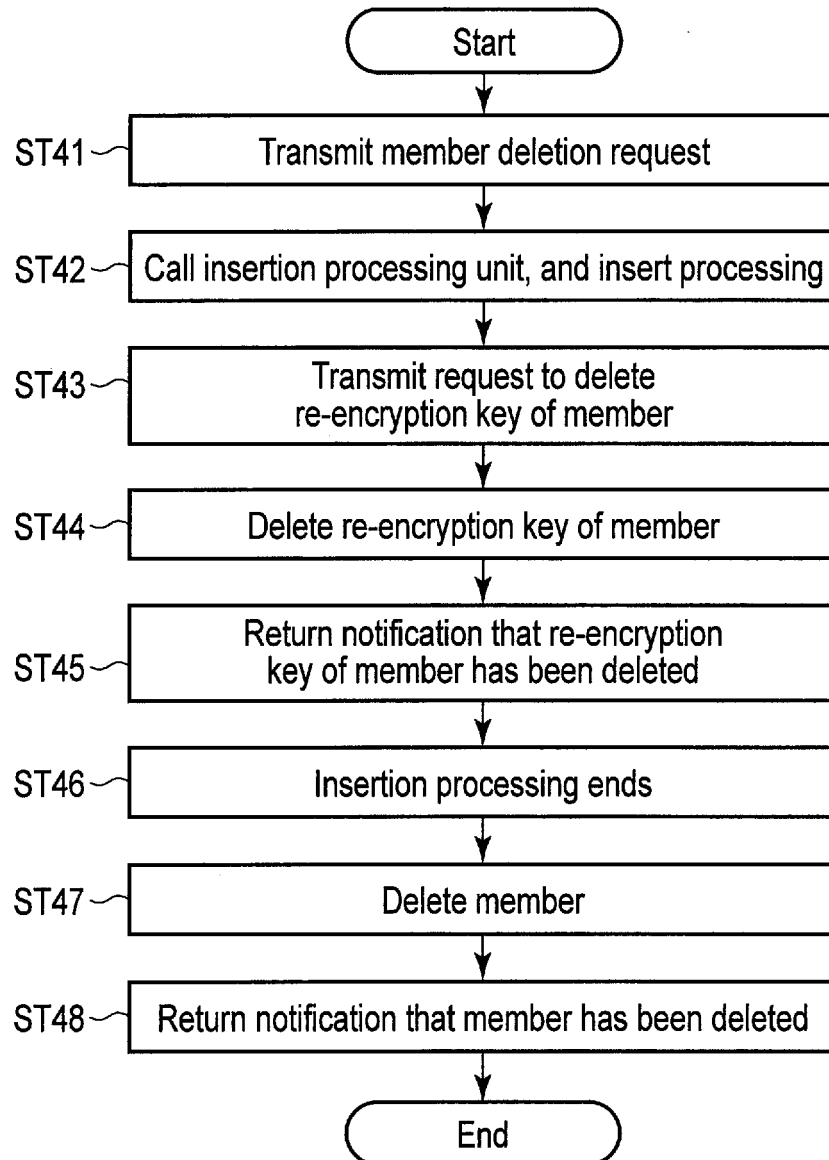 Start
ST41
Transmit member deletion request
ST42
Call insertion processing unit, and insert processing
ST43
Transmit request to delete
re-encryption key of member
ST44
Delete re-encryption key of member
ST45
Return notification that re-encryption
key of member has been deleted
ST46
Insertion processing ends
ST47
Delete member
ST48
Return notification that member has been deleted
End